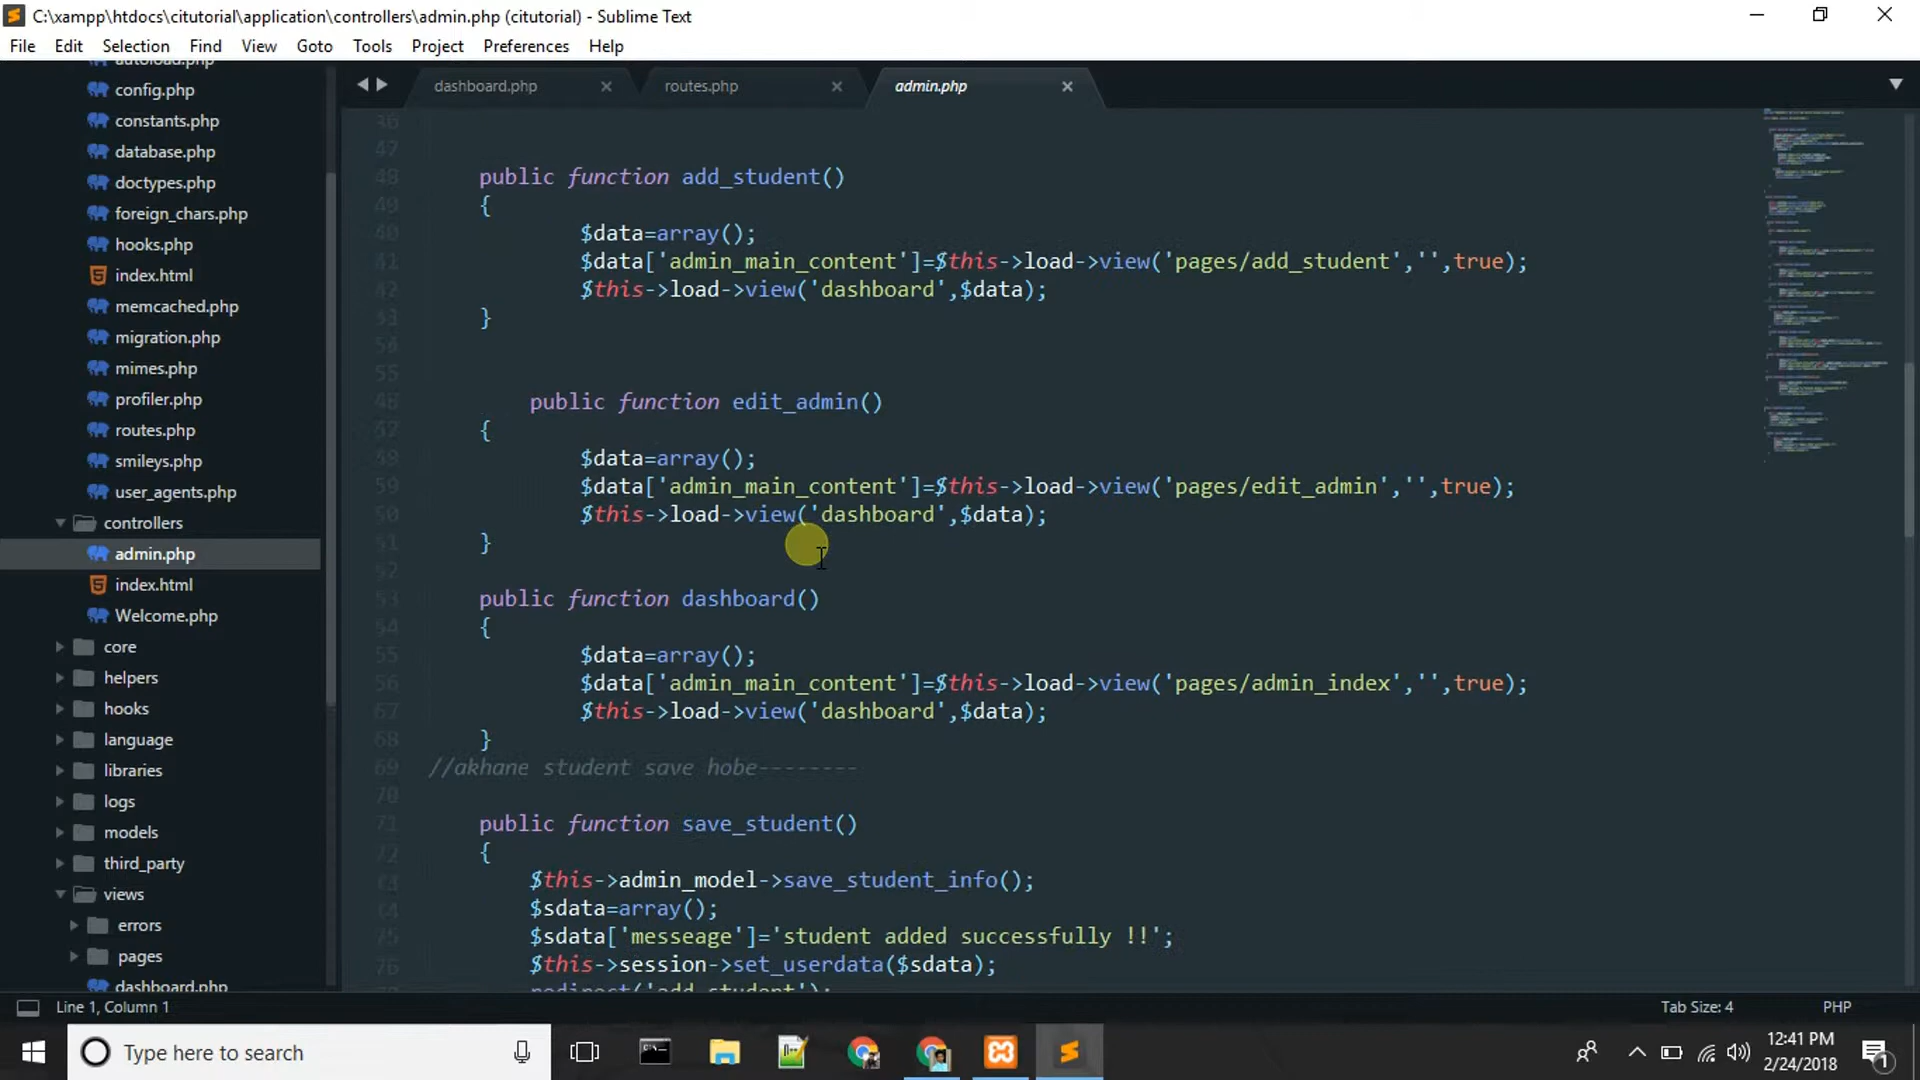 C:\xampp\htdocs\citutorial\application\controllers\admin.php (citutorial) - Sublime Text
File Edit Selection Find View Goto Tools Project Preferences Help
dashboard.php routes.php admin.php
autoload.php
config.php
constants.php
database.php
doctypes.php
foreign_chars.php
hooks.php
index.html
memcached.php
migration.php
mimes.php
profiler.php
routes.php
smileys.php
user_agents.php
controllers
admin.php
index.html
Welcome.php
core
helpers
hooks
language
libraries
logs
models
third_party
views
errors
pages
dashboard.php
public function add_student()
{
$data=array();
$data['admin_main_content']=$this->load->view('pages/add_student','',true);
$this->load->view('dashboard',$data);
}
public function edit_admin()
{
$data=array();
$data['admin_main_content']=$this->load->view('pages/edit_admin','',true);
$this->load->view('dashboard',$data);
}
public function dashboard()
{
$data=array();
$data['admin_main_content']=$this->load->view('pages/admin_index','',true);
$this->load->view('dashboard',$data);
}
//akhane student save hobe--------
public function save_student()
{
$this->admin_model->save_student_info();
$sdata=array();
$sdata['messeage']='student added successfully !!';
$this->session->set_userdata($sdata);
redirect('add_student');
Line 1, Column 1 Tab Size: 4 PHP
Type here to search
12:41 PM
2/24/2018
1